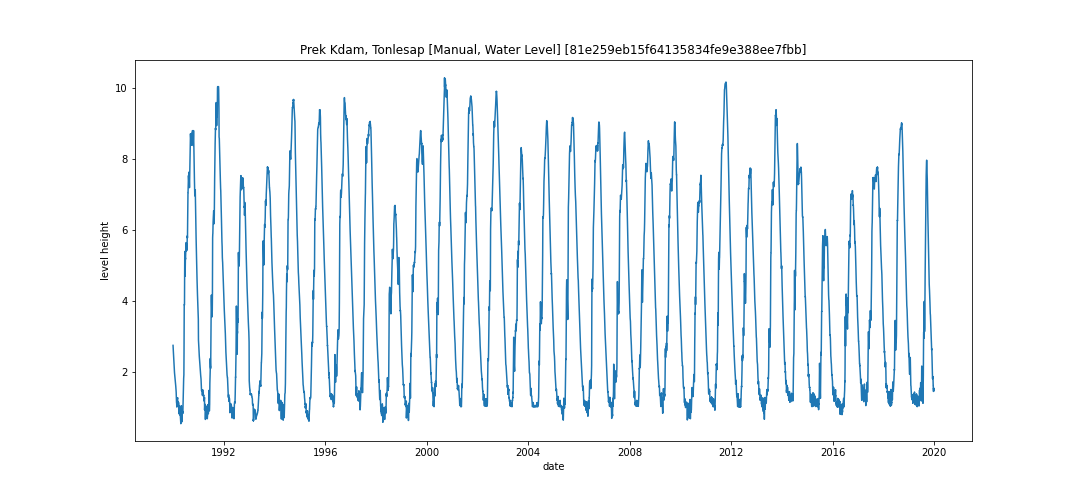 Prek Kdam, Tonlesap [Manual, Water Level] [81e259eb15f64135834fe9e388ee7fbb]
10
8
6
4
2
level height
1992 1996 2000 2004 2008 2012 2016 2020
date